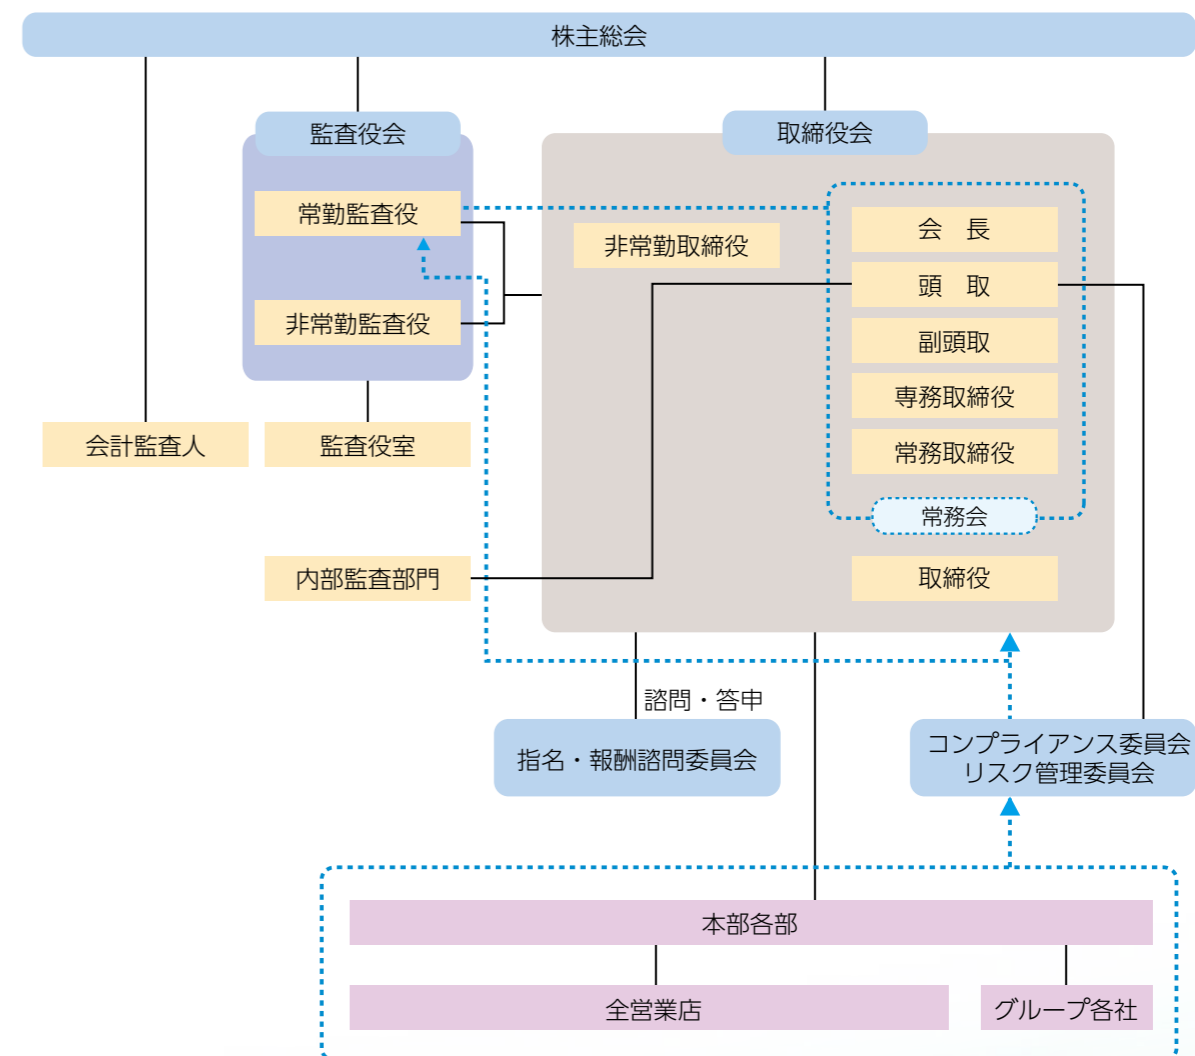 株主総会
監査役会
取締役会
常勤監査役
非常勤取締役
会　長
頭　取
非常勤監査役
副頭取
専務取締役
会計監査人
監査役室
常務取締役
常務会
内部監査部門
取締役
諮問・答申
指名・報酬諮問委員会
コンプライアンス委員会
リスク管理委員会
本部各部
全営業店
グループ各社